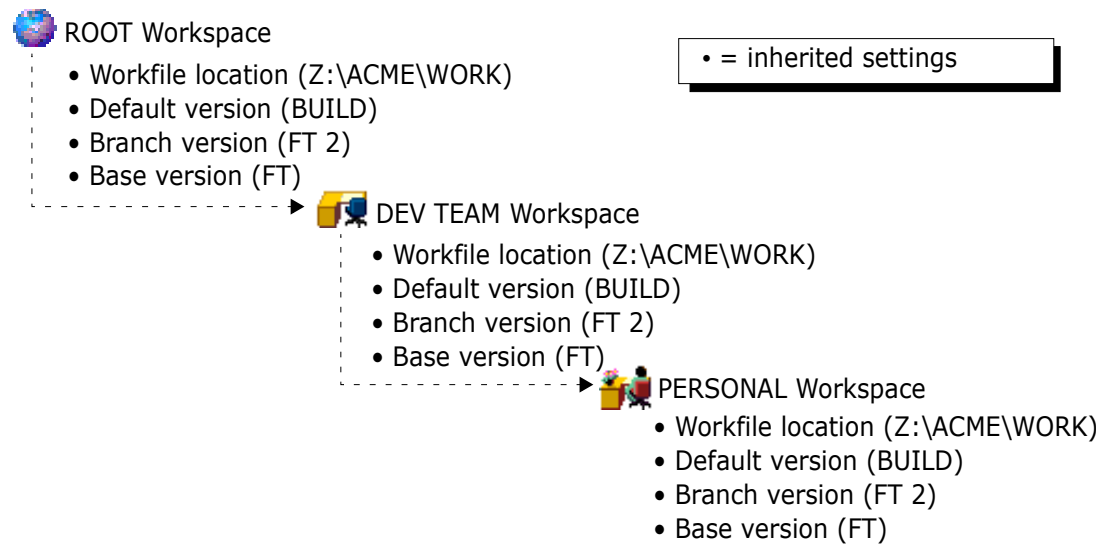 ROOT Workspace
• Workfile location (Z:\ACME\WORK)
• Default version (BUILD)
• Branch version (FT 2)
• Base version (FT)
• = inherited settings
DEV TEAM Workspace
• Workfile location (Z:\ACME\WORK)
• Default version (BUILD)
• Branch version (FT 2)
• Base version (FT)
PERSONAL Workspace
• Workfile location (Z:\ACME\WORK)
• Default version (BUILD)
• Branch version (FT 2)
• Base version (FT)